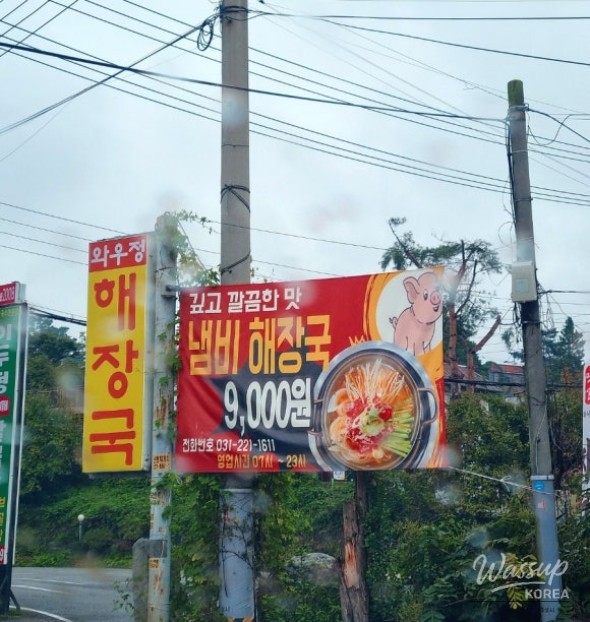 와우정
해장국
깊고 깔끔한 맛
냄비 해장국
9,000원
전화번호 031-221-1611
영업시간 07시 ~ 23시
Wassup
KOREA